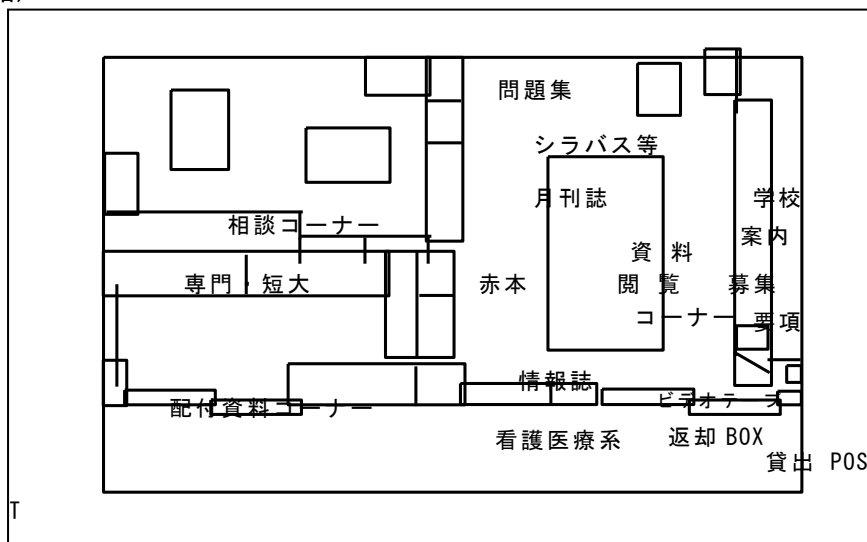 問題集
シラバス等
月刊誌
学校
相談コーナー
案内
資 料
専門・短大
赤本
閲 覧
募集
コーナー
要項
情報誌
配付資料コーナー
ビデオテープ
看護医療系
返却 BOX
貸出 POS
T